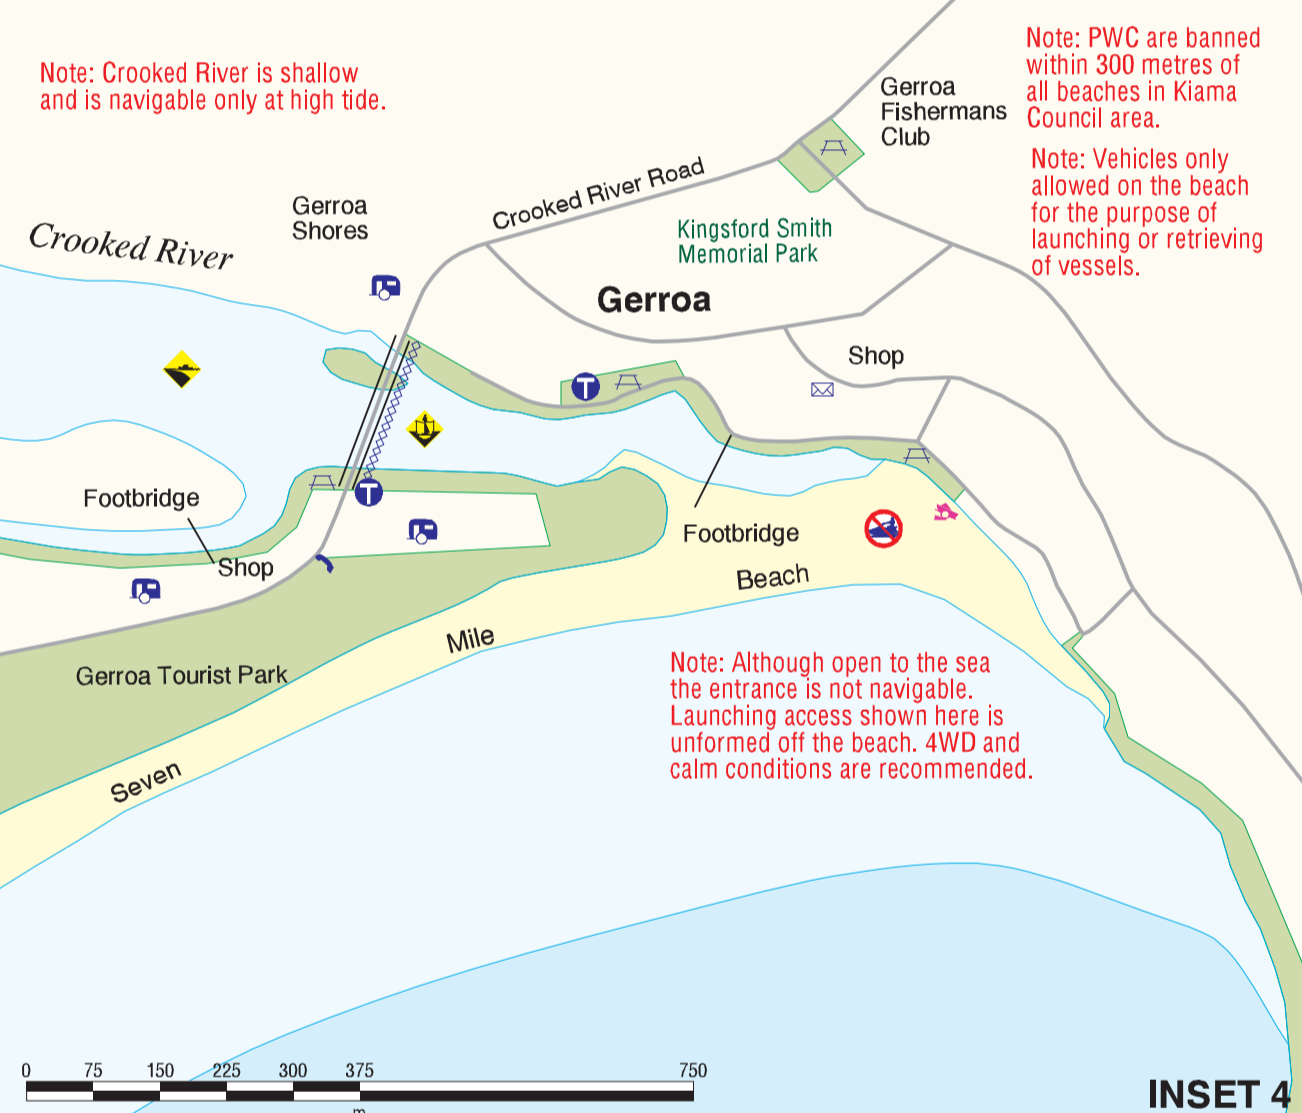 Note: Crooked River is shallow
and is navigable only at high tide.
Note: PWC are banned
within 300 metres of
all beaches in Kiama
Council area.
Note: Vehicles only
allowed on the beach
for the purpose of
launching or retrieving
of vessels.
Gerroa
Fishermans
Club
Crooked River Road
Gerroa
Shores
Crooked River
Kingsford Smith
Memorial Park
Gerroa
Shop
T
T
Footbridge
Shop
Footbridge
Beach
Mile
Seven
Gerroa Tourist Park
Note: Although open to the sea
the entrance is not navigable.
Launching access shown here is
unformed off the beach. 4WD and
calm conditions are recommended.
0 75 150 225 300 375 750
m
INSET 4